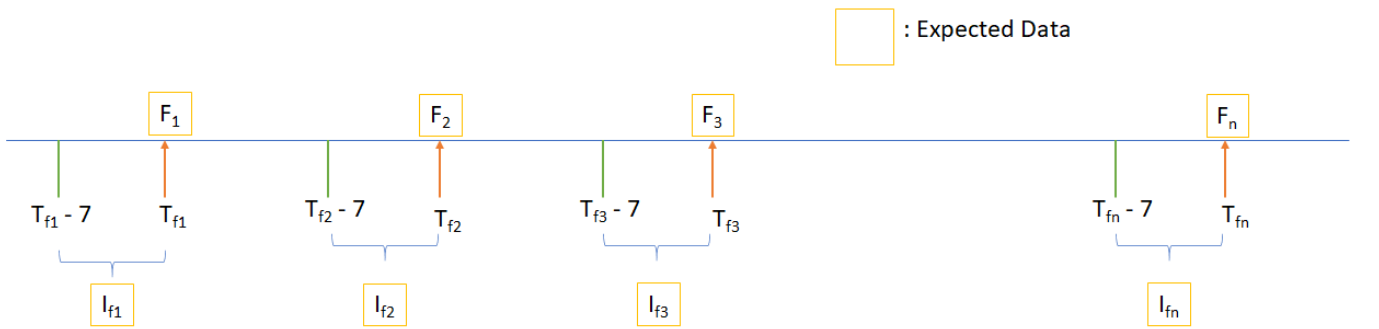 : Expected Data
F1 F2 F3 Fn
Tf1 - 7 Tf1 Tf2 - 7 Tf2 Tf3 - 7 Tf3 Tfn - 7 Tfn
If1 If2 If3 Ifn